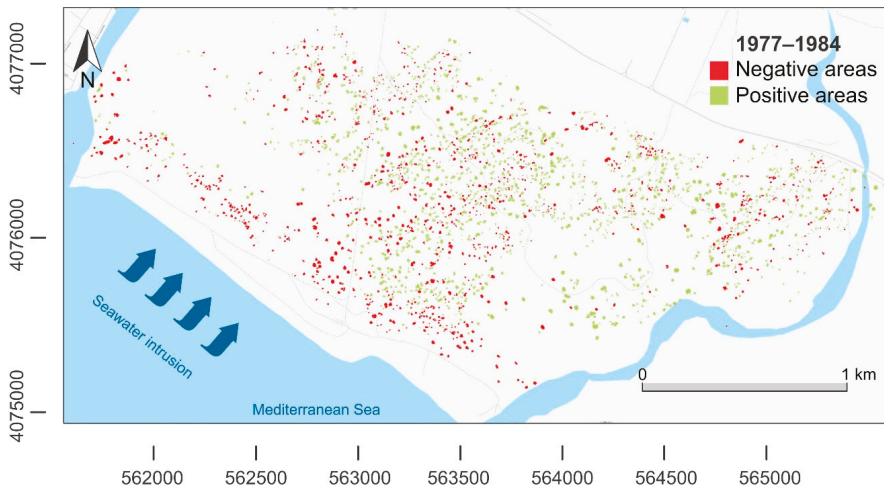 1977–1984
Negative areas
Positive areas
N
4077000
4076000
4075000
Seawater intrusion
Mediterranean Sea
0 1 km
562000 562500 563000 563500 564000 564500 565000